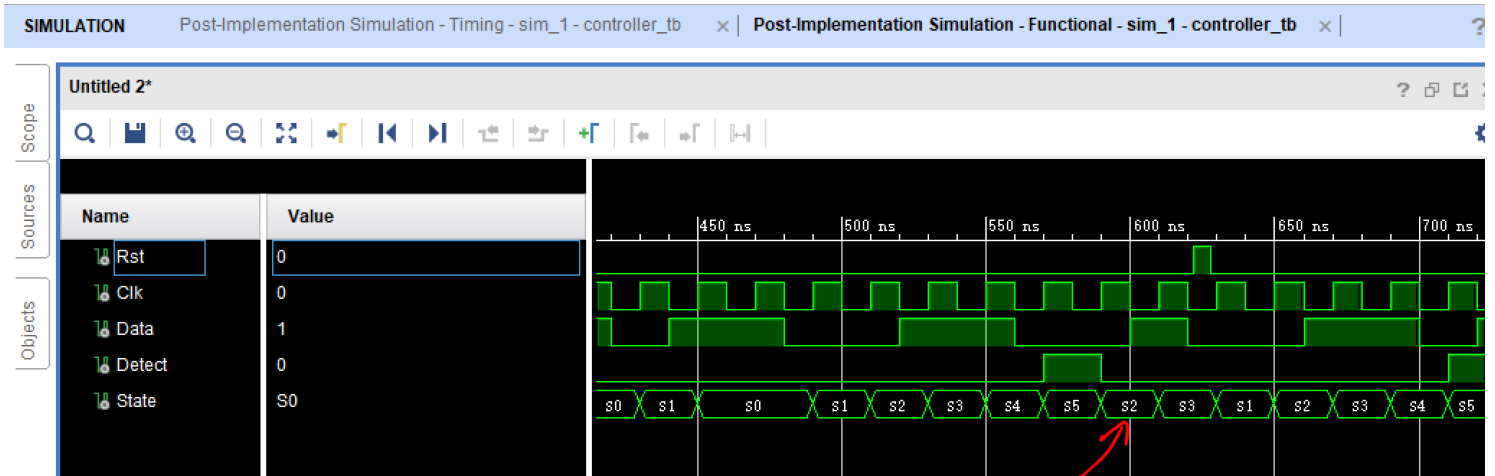 SIMULATION Post-Implementation Simulation - Timing - sim_1 - controller_tb × Post-Implementation Simulation - Functional - sim_1 - controller_tb × ?
Untitled 2*
Scope
Sources
Objects
Name Value
450 ns 500 ns 550 ns 600 ns 650 ns 700 ns
Rst 0
Clk 0
Data 1
Detect 0
State S0 S0 S1 S0 S1 S2 S3 S4 S5 S2 S3 S1 S2 S3 S4 S5